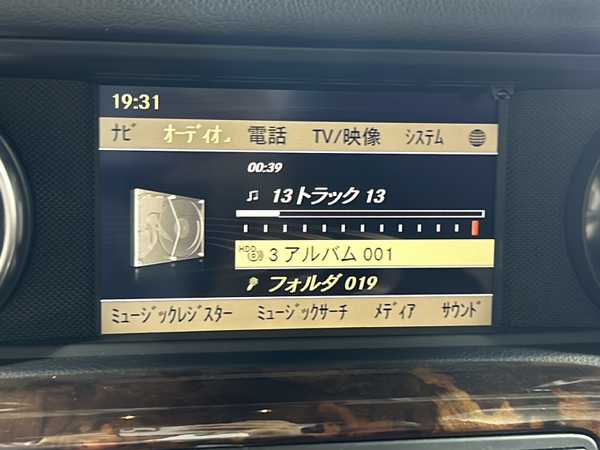 19:31
ナビ オーディオ 電話 TV/映像 システム
00:39
13トラック 13
HDD 3 アルバム 001
フォルダ 019
ミュージックレジスター ミュージックサーチ メディア サウンド